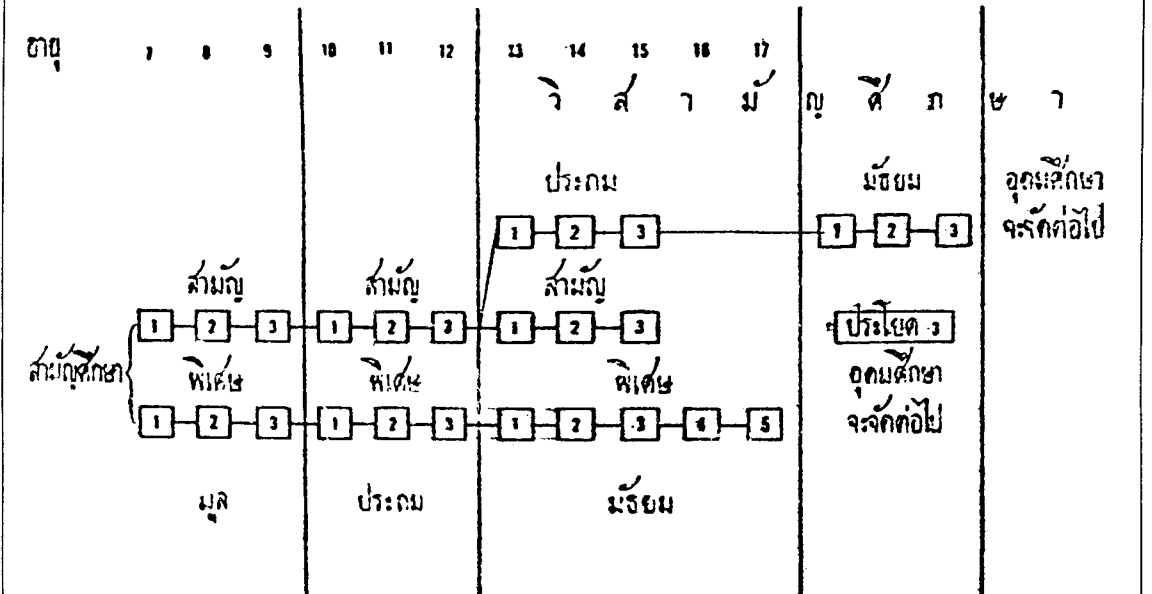 อายุ 7 8 9 10 11 12 13 14 15 16 17
วิ ส า มั ญ ศึ ก ษ า
ประถม มัธยม อุดมศึกษา
1 2 3 1 2 3 จะจัดต่อไป
สามัญ สามัญ สามัญ
1 2 3 1 2 3 1 2 3 ประโยค 3
สามัญศึกษา พิเศษ พิเศษ พิเศษ อุดมศึกษา
1 2 3 1 2 3 1 2 3 4 5 จะจัดต่อไป
มูล ประถม มัธยม